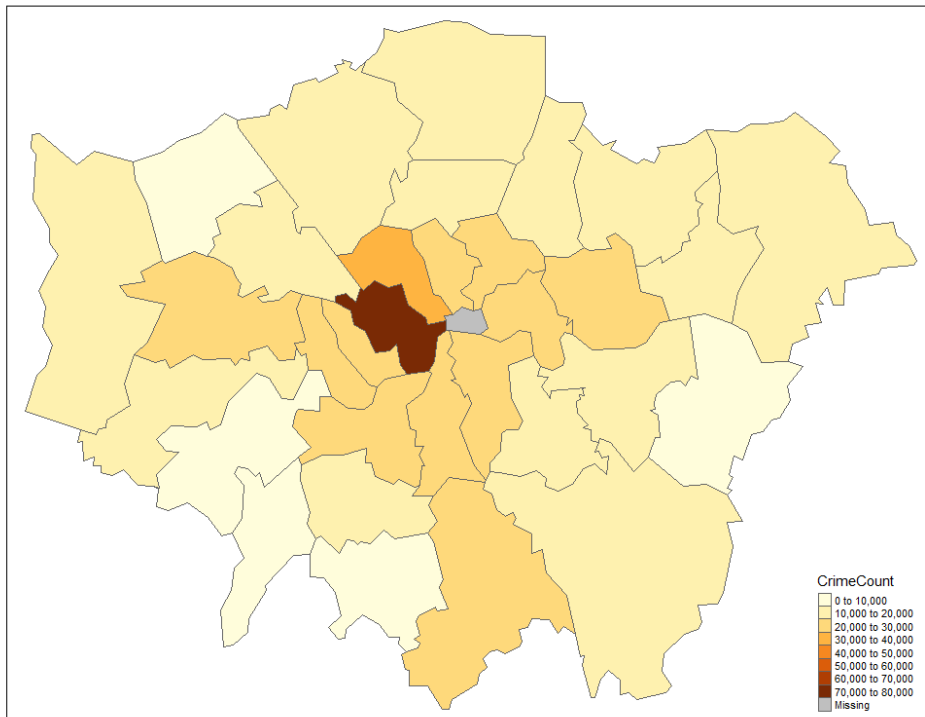 CrimeCount
0 to 10,000
10,000 to 20,000
20,000 to 30,000
30,000 to 40,000
40,000 to 50,000
50,000 to 60,000
60,000 to 70,000
70,000 to 80,000
Missing